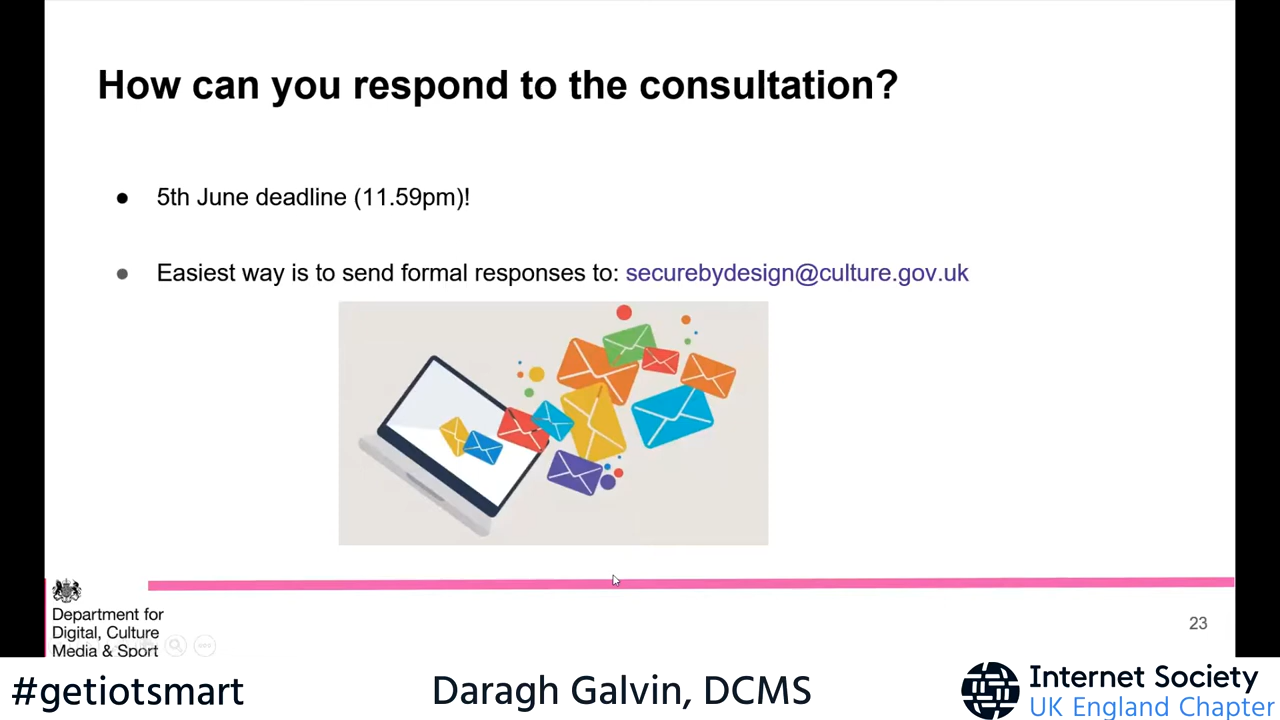 How can you respond to the consultation?
● 5th June deadline (11.59pm)!
● Easiest way is to send formal responses to: securebydesign@culture.gov.uk
Department for
Digital, Culture
Media & Sport
23
#getiotsmart
Daragh Galvin, DCMS
Internet Society
UK England Chapter